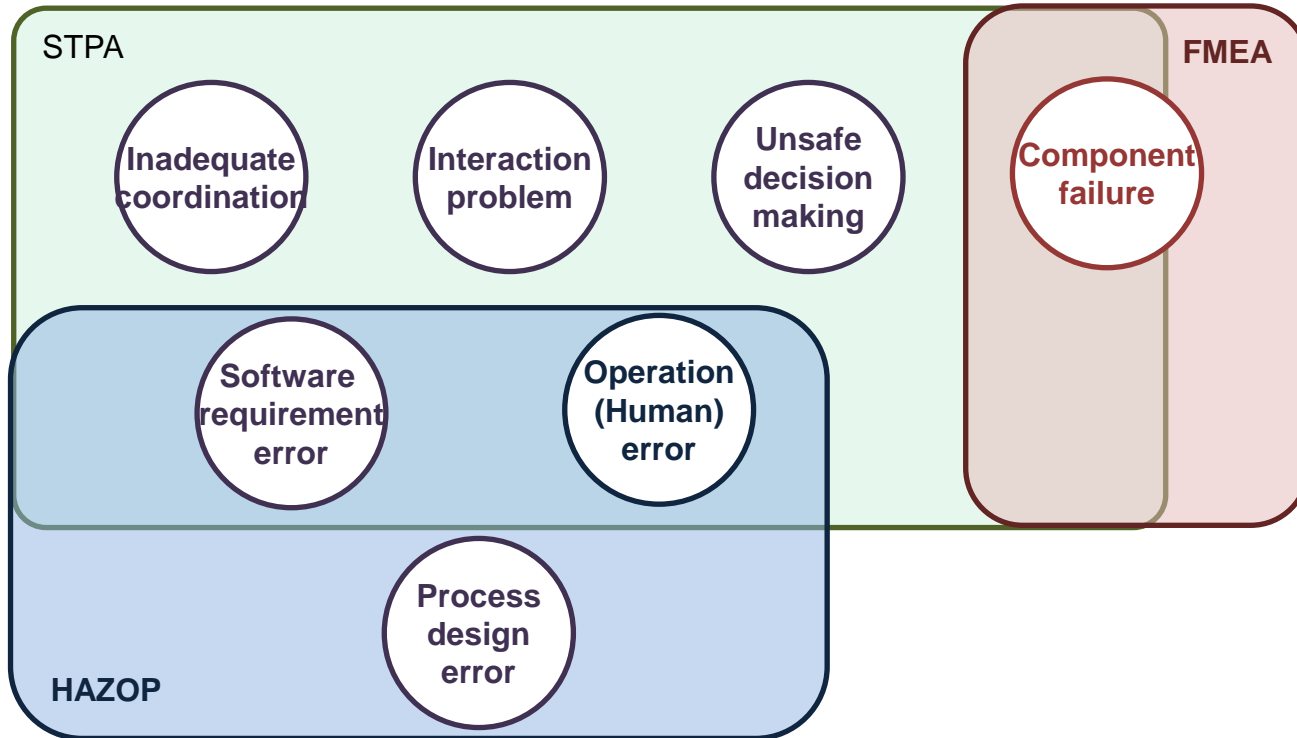 STPA
FMEA
Inadequate
coordination
Interaction
problem
Unsafe
decision
making
Component
failure
Software
requirement
error
Operation
(Human)
error
Process
design
error
HAZOP